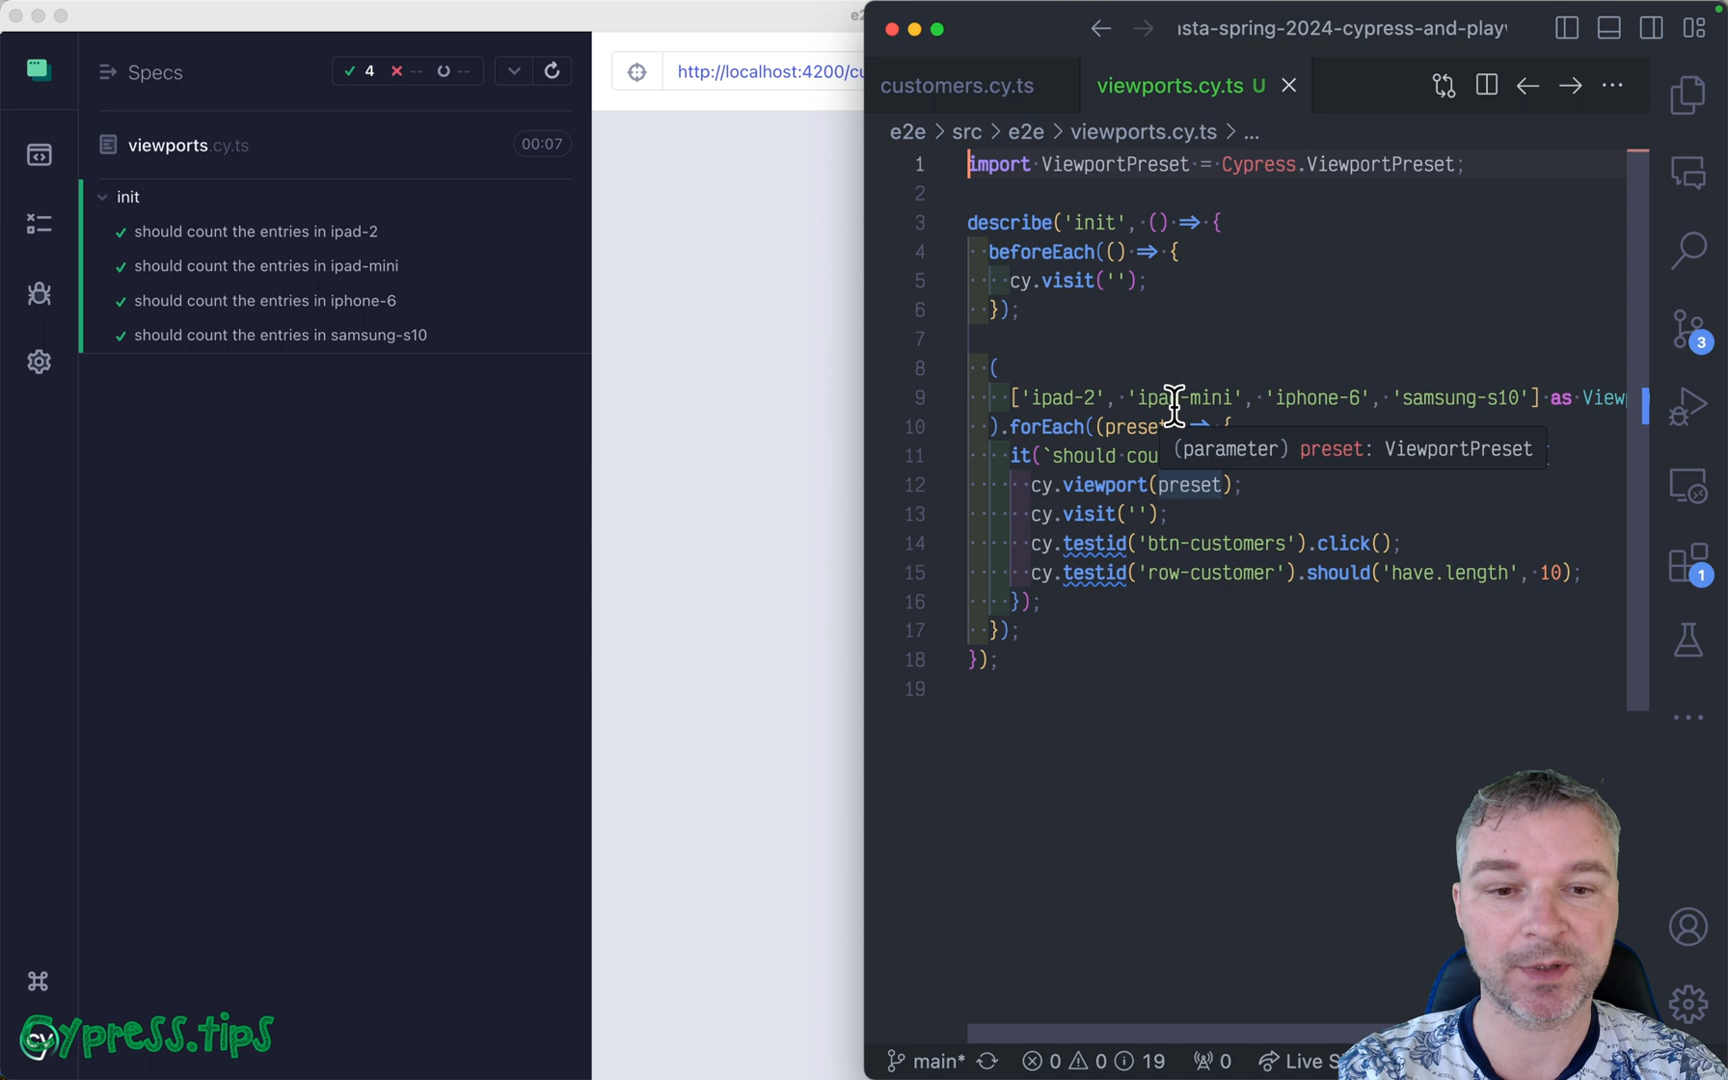 Specs
4
--
--
viewports.cy.ts
00:07
init
should count the entries in ipad-2
should count the entries in ipad-mini
should count the entries in iphone-6
should count the entries in samsung-s10
cy
Cypress.tips
http://localhost:4200/cu
customers.cy.ts
viewports.cy.ts U
e2e > src > e2e > viewports.cy.ts > ...
1 import ViewportPreset = Cypress.ViewportPreset;
2
3 describe('init', () => {
4 beforeEach(() => {
5 cy.visit('');
6 });
7
8 (
9 ['ipad-2', 'ipad-mini', 'iphone-6', 'samsung-s10'] as View
10 ).forEach((preset => {
11 it(`should cou
(parameter) preset: ViewportPreset
12 cy.viewport(preset);
13 cy.visit('');
14 cy.testid('btn-customers').click();
15 cy.testid('row-customer').should('have.length', 10);
16 });
17 });
18 });
19
3
1
main* 0 0 19 0 Live